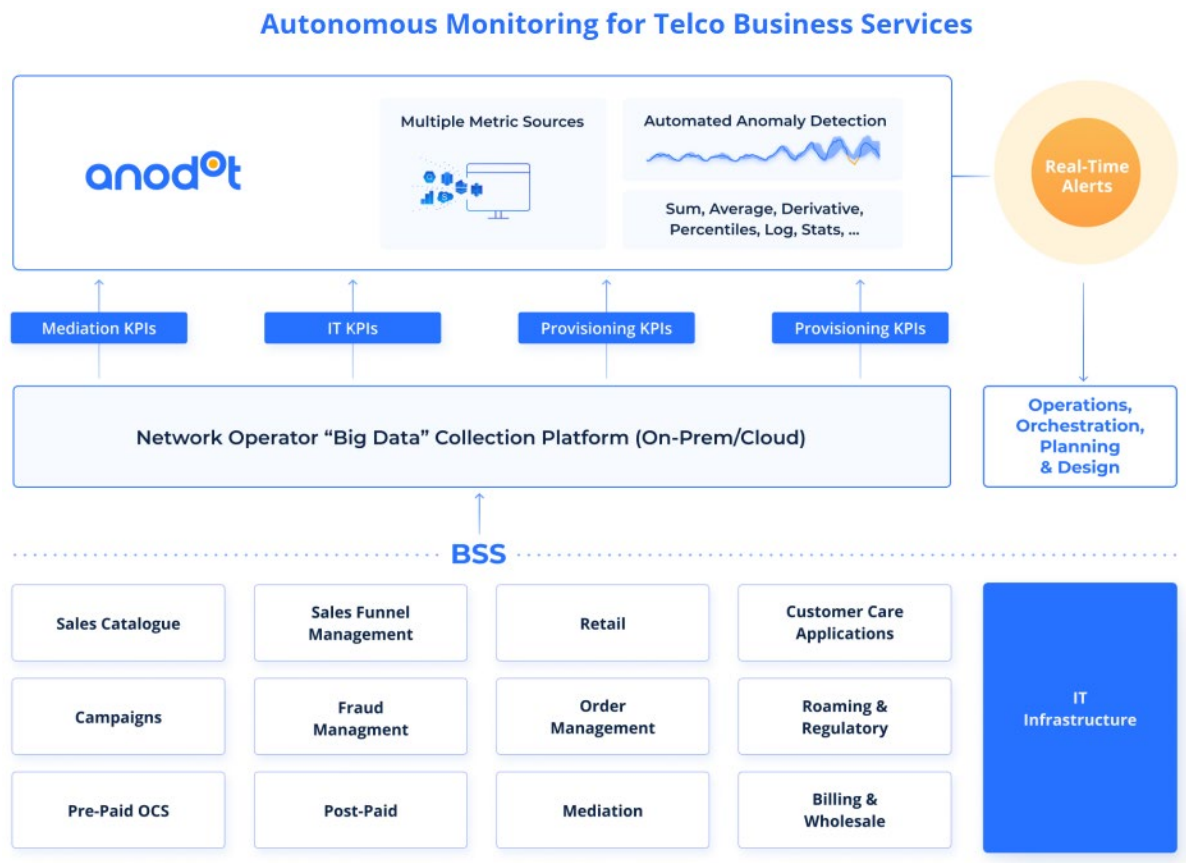 Autonomous Monitoring for Telco Business Services
anodot
Multiple Metric Sources
Automated Anomaly Detection
Sum, Average, Derivative,
Percentiles, Log, Stats, ...
Real-Time
Alerts
Mediation KPIs
IT KPIs
Provisioning KPIs
Provisioning KPIs
Network Operator “Big Data” Collection Platform (On-Prem/Cloud)
Operations,
Orchestration,
Planning
& Design
BSS
Sales Catalogue
Sales Funnel
Management
Retail
Customer Care
Applications
Campaigns
Fraud
Managment
Order
Management
Roaming &
Regulatory
IT
Infrastructure
Pre-Paid OCS
Post-Paid
Mediation
Billing &
Wholesale